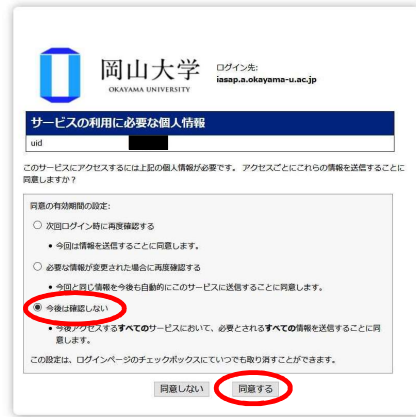 岡山大学
OKAYAMA UNIVERSITY
ログイン先:
iasap.a.okayama-u.ac.jp
サービスの利用に必要な個人情報
uid
このサービスにアクセスするには上記の個人情報が必要です。 アクセスごとにこれらの情報を送信することに
同意しますか？
同意の有効期間の設定:
次回ログイン時に再度確認する
• 今回は情報を送信することに同意します。
必要な情報が変更された場合に再度確認する
• 今回と同じ情報を今後も自動的にこのサービスに送信することに同意します。
今後は確認しない
• 今後アクセスするすべてのサービスにおいて、必要とされるすべての情報を送信することに同
意します。
この設定は、ログインページのチェックボックスにていつでも取り消すことができます。
同意しない 同意する